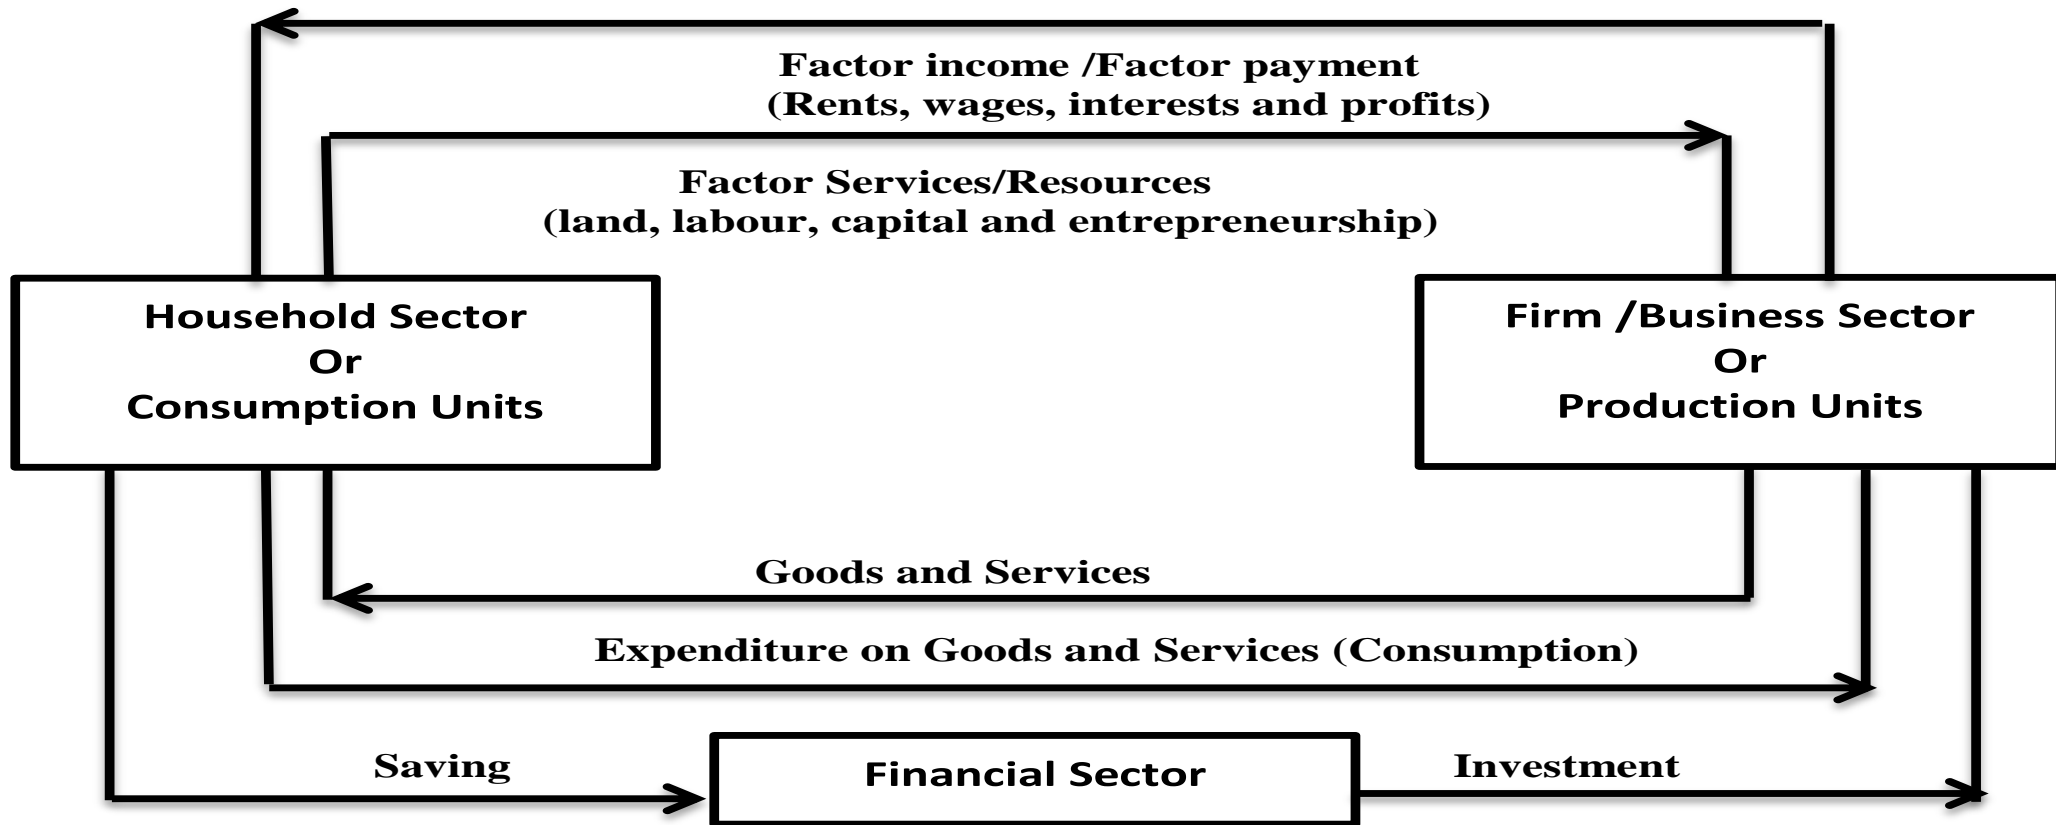 Factor income /Factor payment
(Rents, wages, interests and profits)
Factor Services/Resources
(land, labour, capital and entrepreneurship)
Household Sector
Or
Consumption Units
Firm /Business Sector
Or
Production Units
Goods and Services
Expenditure on Goods and Services (Consumption)
Saving
Financial Sector
Investment